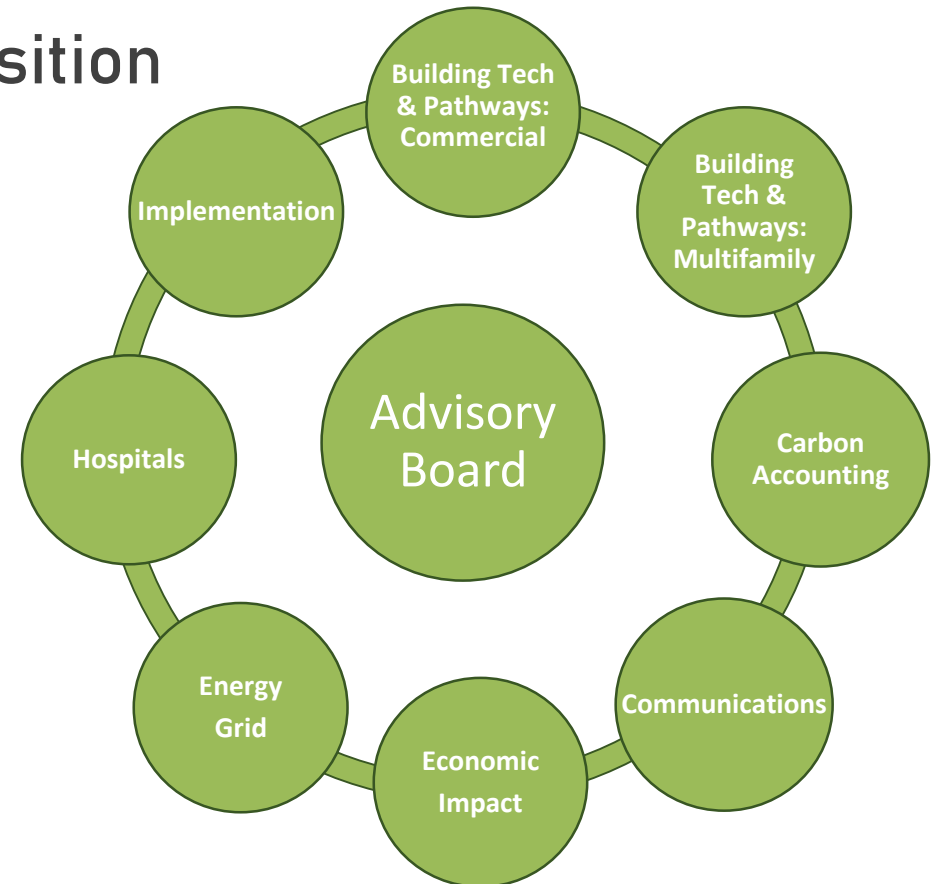 sition
Building Tech
& Pathways:
Commercial
Building
Tech &
Pathways:
Multifamily
Implementation
Advisory
Board
Hospitals
Carbon
Accounting
Energy
Grid
Communications
Economic
Impact